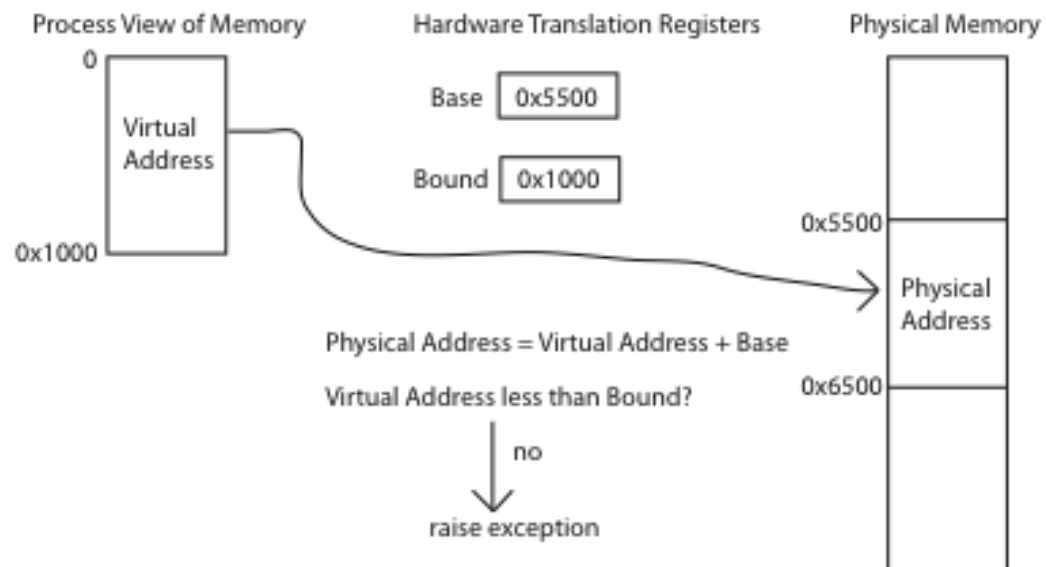 Process View of Memory
Hardware Translation Registers
Physical Memory
0
Virtual
Address
0x1000
Base
0x5500
Bound
0x1000
0x5500
Physical
Address
0x6500
Physical Address = Virtual Address + Base
Virtual Address less than Bound?
no
raise exception